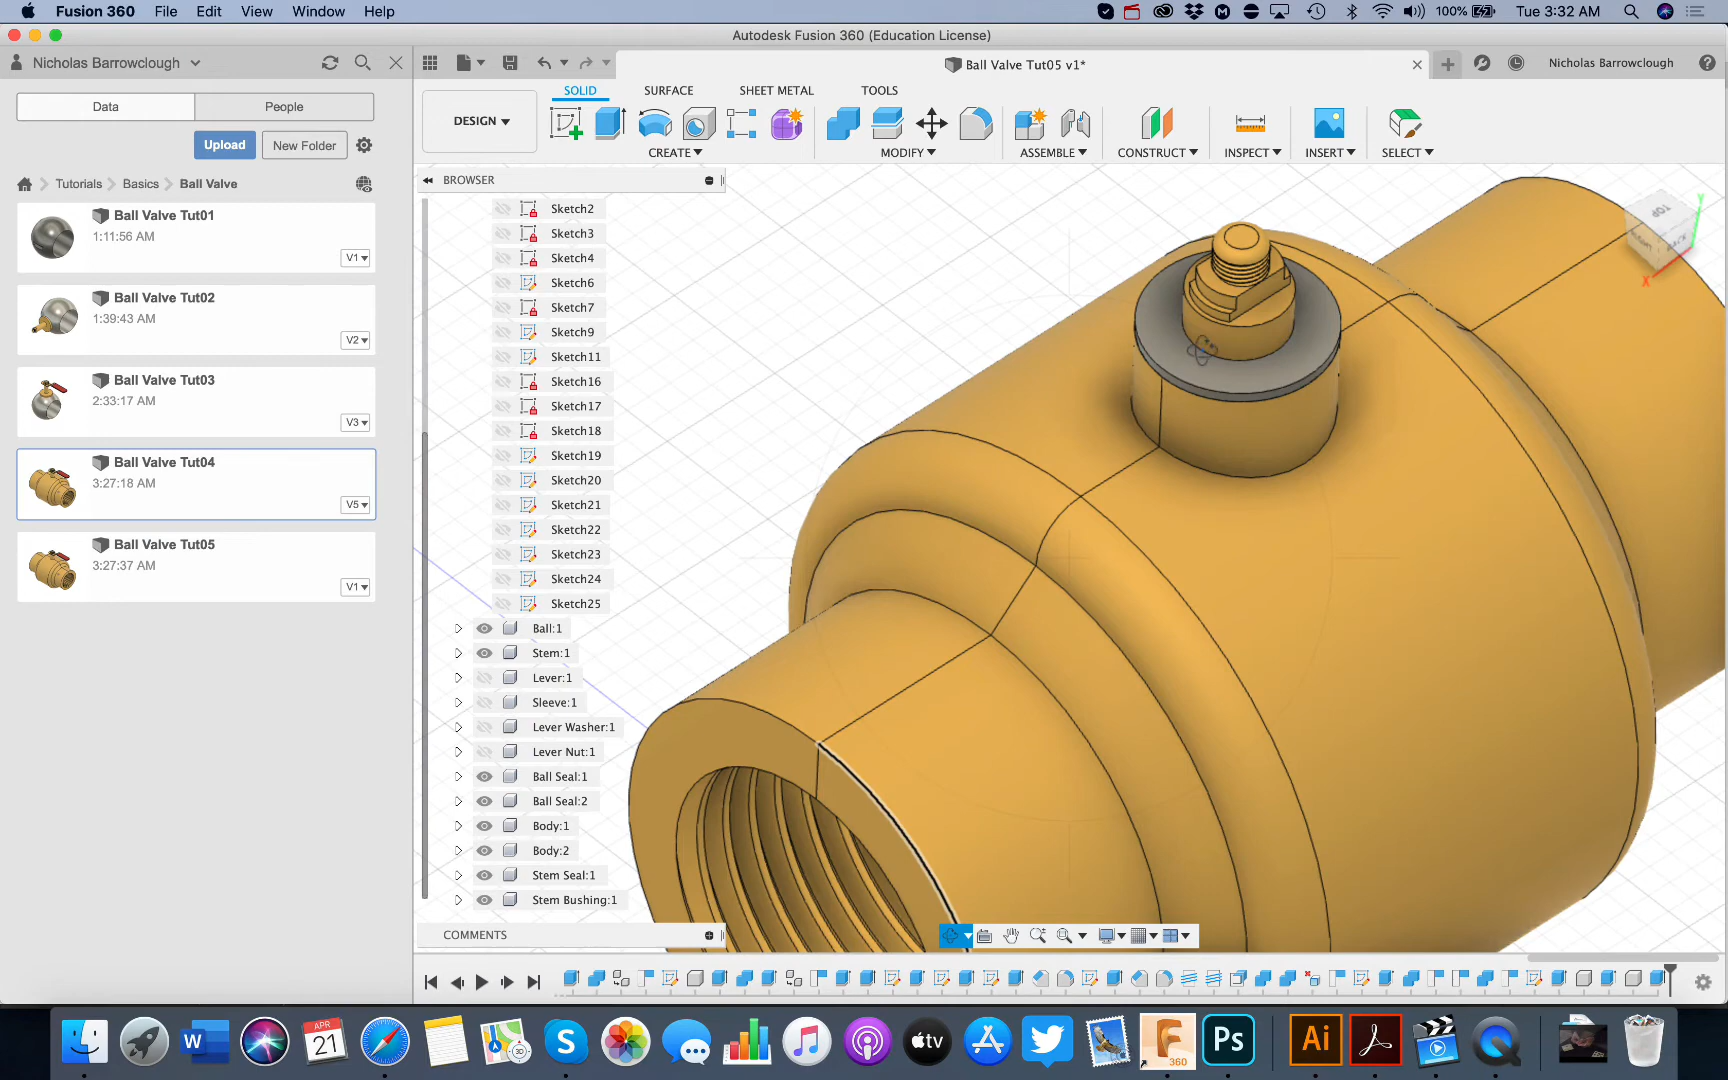 Fusion 360 File Edit View Window Help 100% Tue 3:32 AM
Autodesk Fusion 360 (Education License)
Nicholas Barrowclough
Ball Valve Tut05 v1*
Nicholas Barrowclough
Data People
Upload New Folder
Tutorials Basics Ball Valve
Ball Valve Tut01
1:11:56 AM
V1
Ball Valve Tut02
1:39:43 AM
V2
Ball Valve Tut03
2:33:17 AM
V3
Ball Valve Tut04
3:27:18 AM
V5
Ball Valve Tut05
3:27:37 AM
V1
DESIGN
SOLID SURFACE SHEET METAL TOOLS
CREATE MODIFY ASSEMBLE CONSTRUCT INSPECT INSERT SELECT
BROWSER
Sketch2
Sketch3
Sketch4
Sketch6
Sketch7
Sketch9
Sketch11
Sketch16
Sketch17
Sketch18
Sketch19
Sketch20
Sketch21
Sketch22
Sketch23
Sketch24
Sketch25
Ball:1
Stem:1
Lever:1
Sleeve:1
Lever Washer:1
Lever Nut:1
Ball Seal:1
Ball Seal:2
Body:1
Body:2
Stem Seal:1
Stem Bushing:1
COMMENTS
TOP
RIGHT BACK
Y
X
W
APR
21
3D
S
tv
F
360
Ps
Ai